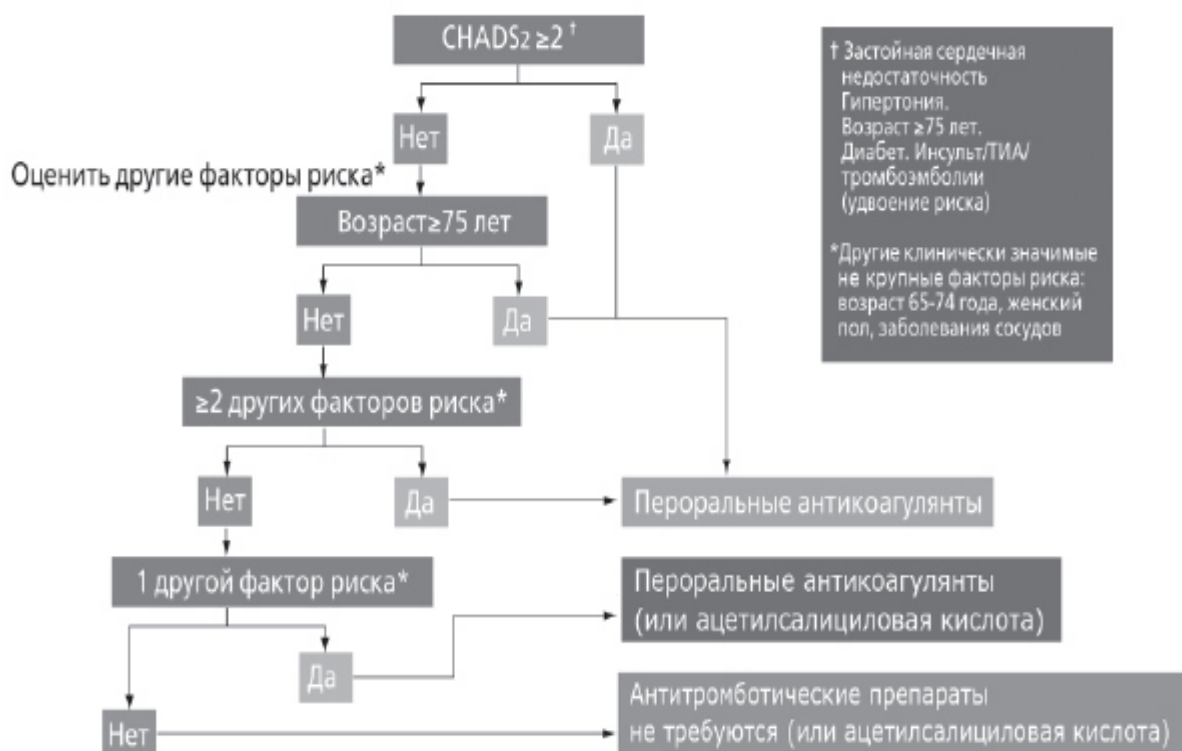 CHADS2 ≥2 †
Нет
Да
Оценить другие факторы риска*
Возраст≥75 лет
Нет
Да
≥2 других факторов риска*
Нет
Да
Пероральные антикоагулянты
1 другой фактор риска*
Пероральные антикоагулянты
(или ацетилсалициловая кислота)
Да
Нет
Антитромботические препараты
не требуются (или ацетилсалициловая кислота)
† Застойная сердечная
недостаточность
Гипертония.
Возраст ≥75 лет.
Диабет. Инсульт/ТИА/
тромбоэмболии
(удвоение риска)
*Другие клинически значимые
не крупные факторы риска:
возраст 65-74 года, женский
пол, заболевания сосудов